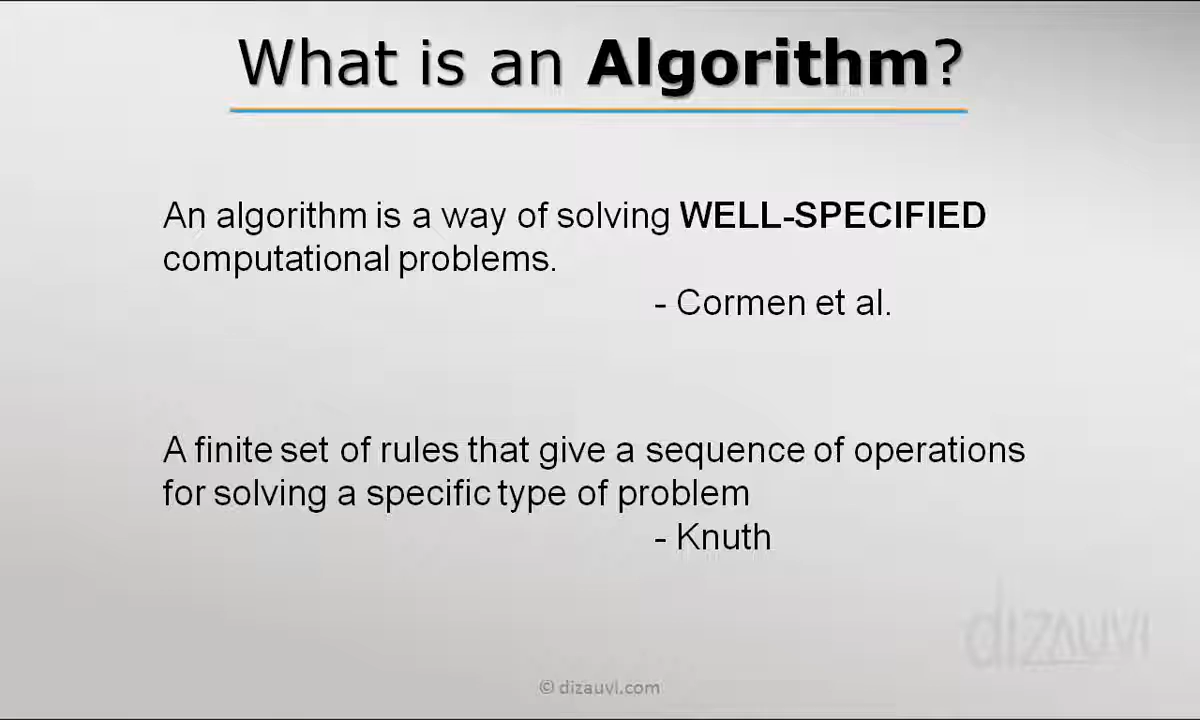 What is an Algorithm?
An algorithm is a way of solving WELL-SPECIFIED
computational problems.
- Cormen et al.
A finite set of rules that give a sequence of operations
for solving a specific type of problem
- Knuth
dizauvi
© dizauvi.com